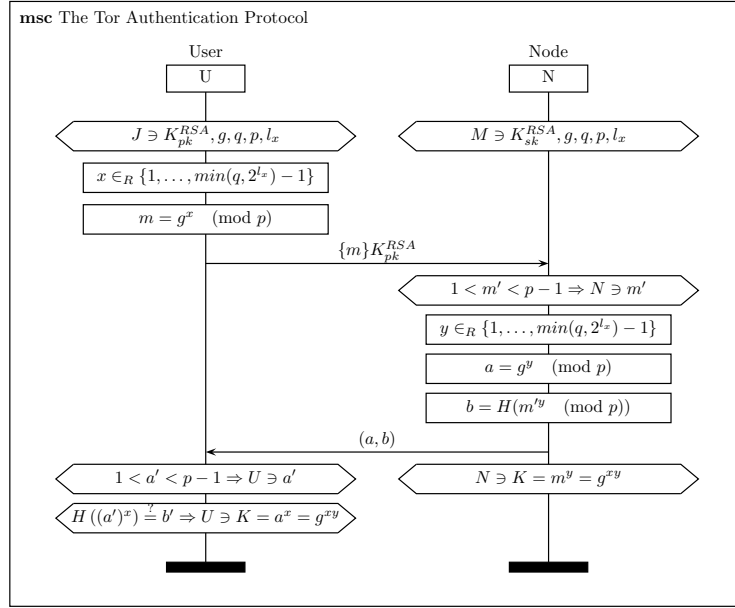 msc The Tor Authentication Protocol
User Node
U N
J ∋ K_{pk}^{RSA}, g, q, p, l_x M ∋ K_{sk}^{RSA}, g, q, p, l_x
x ∈_R {1, . . . , min(q, 2^{l_x}) − 1}
m = g^x (mod p)
{m}K_{pk}^{RSA}
1 < m′ < p − 1 ⇒ N ∋ m′
y ∈_R {1, . . . , min(q, 2^{l_x}) − 1}
a = g^y (mod p)
b = H(m′^y (mod p))
(a, b)
1 < a′ < p − 1 ⇒ U ∋ a′ N ∋ K = m^y = g^{xy}
H ((a′)^x) ≟ b′ ⇒ U ∋ K = a^x = g^{xy}